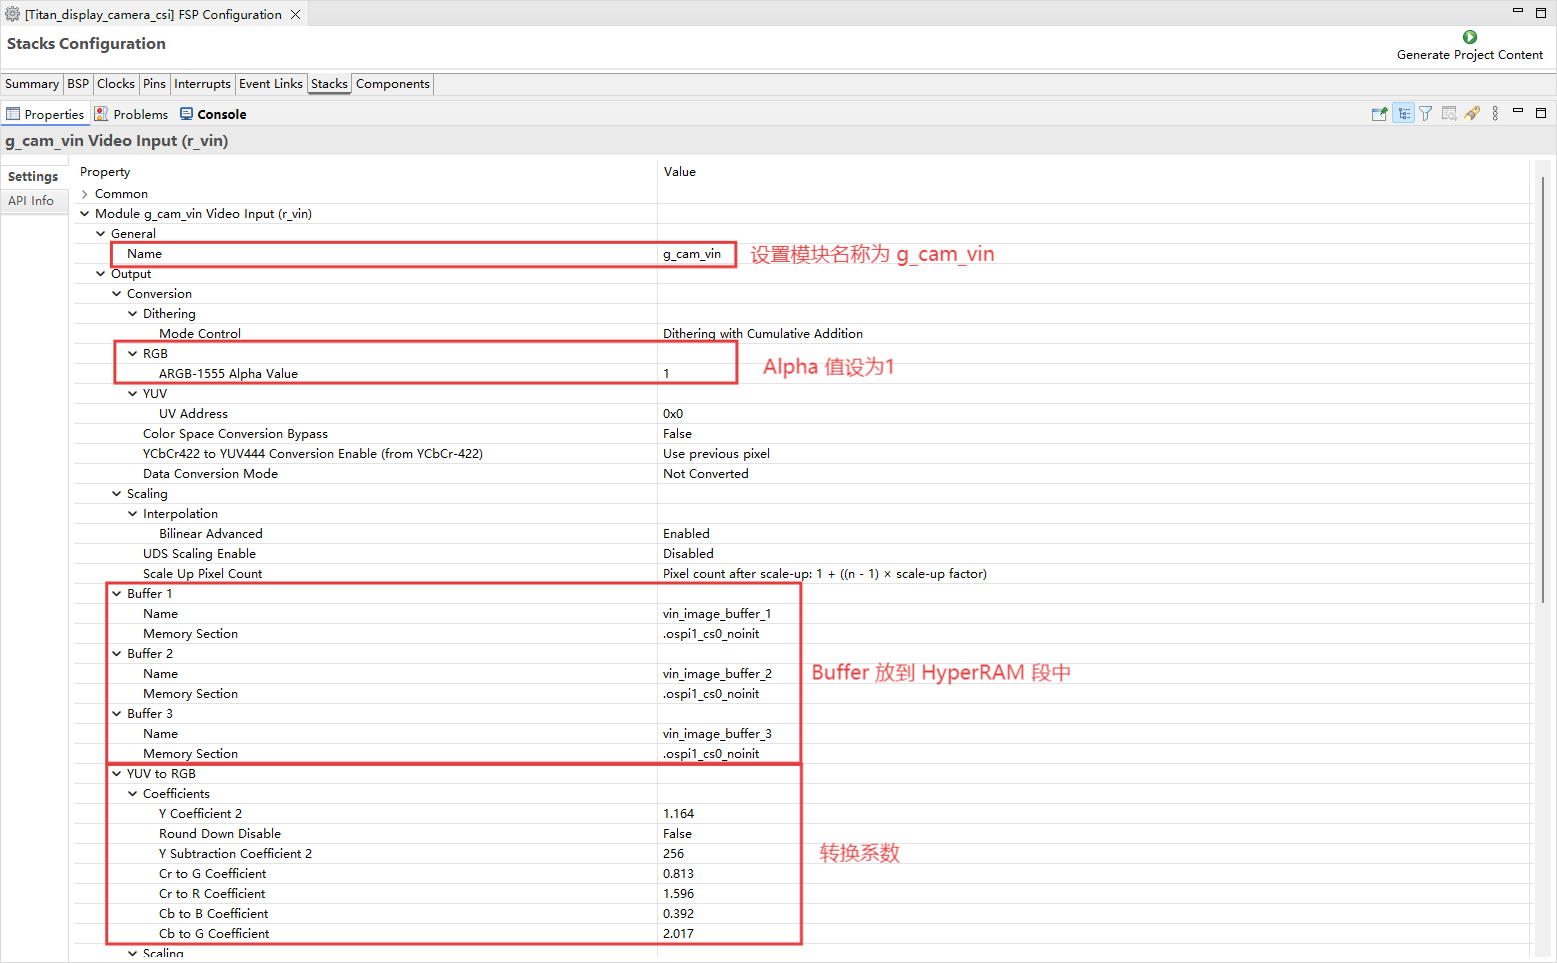 [Titan_display_camera_csi] FSP Configuration
Stacks Configuration
Generate Project Content
Summary BSP Clocks Pins Interrupts Event Links Stacks Components
Properties Problems Console
g_cam_vin Video Input (r_vin)
Settings
API Info
Property Value
Common
Module g_cam_vin Video Input (r_vin)
General
Name g_cam_vin 设置模块名称为 g_cam_vin
Output
Conversion
Dithering
Mode Control Dithering with Cumulative Addition
RGB
Alpha 值设为1
ARGB-1555 Alpha Value 1
YUV
UV Address 0x0
Color Space Conversion Bypass False
YCbCr422 to YUV444 Conversion Enable (from YCbCr-422) Use previous pixel
Data Conversion Mode Not Converted
Scaling
Interpolation
Bilinear Advanced Enabled
UDS Scaling Enable Disabled
Scale Up Pixel Count Pixel count after scale-up: 1 + ((n - 1) × scale-up factor)
Buffer 1
Name vin_image_buffer_1
Memory Section .ospi1_cs0_noinit
Buffer 2
Name vin_image_buffer_2 Buffer 放到 HyperRAM 段中
Memory Section .ospi1_cs0_noinit
Buffer 3
Name vin_image_buffer_3
Memory Section .ospi1_cs0_noinit
YUV to RGB
Coefficients
Y Coefficient 2 1.164
Round Down Disable False
Y Subtraction Coefficient 2 256 转换系数
Cr to G Coefficient 0.813
Cr to R Coefficient 1.596
Cb to B Coefficient 0.392
Cb to G Coefficient 2.017
Scaling